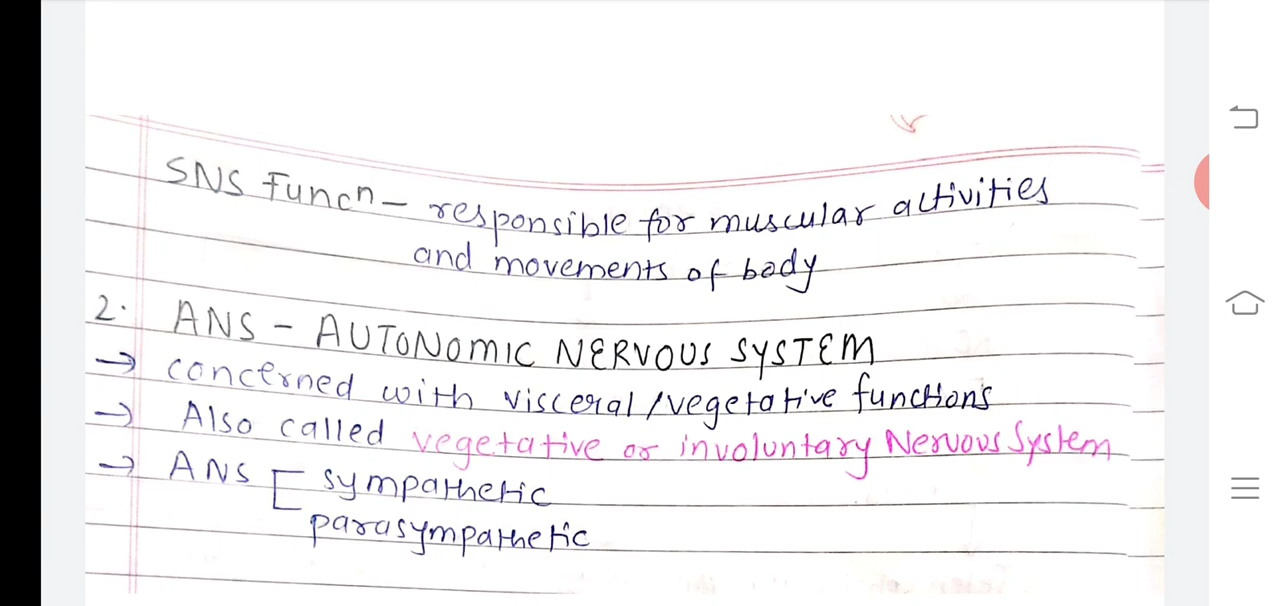 SNS Funcn - responsible for muscular activities
and movements of body
2. ANS - AUTONOMIC NERVOUS SYSTEM
→ concerned with visceral/vegetative functions
→ Also called vegetative or involuntary Nervous System
→ ANS [ sympathetic
parasympathetic